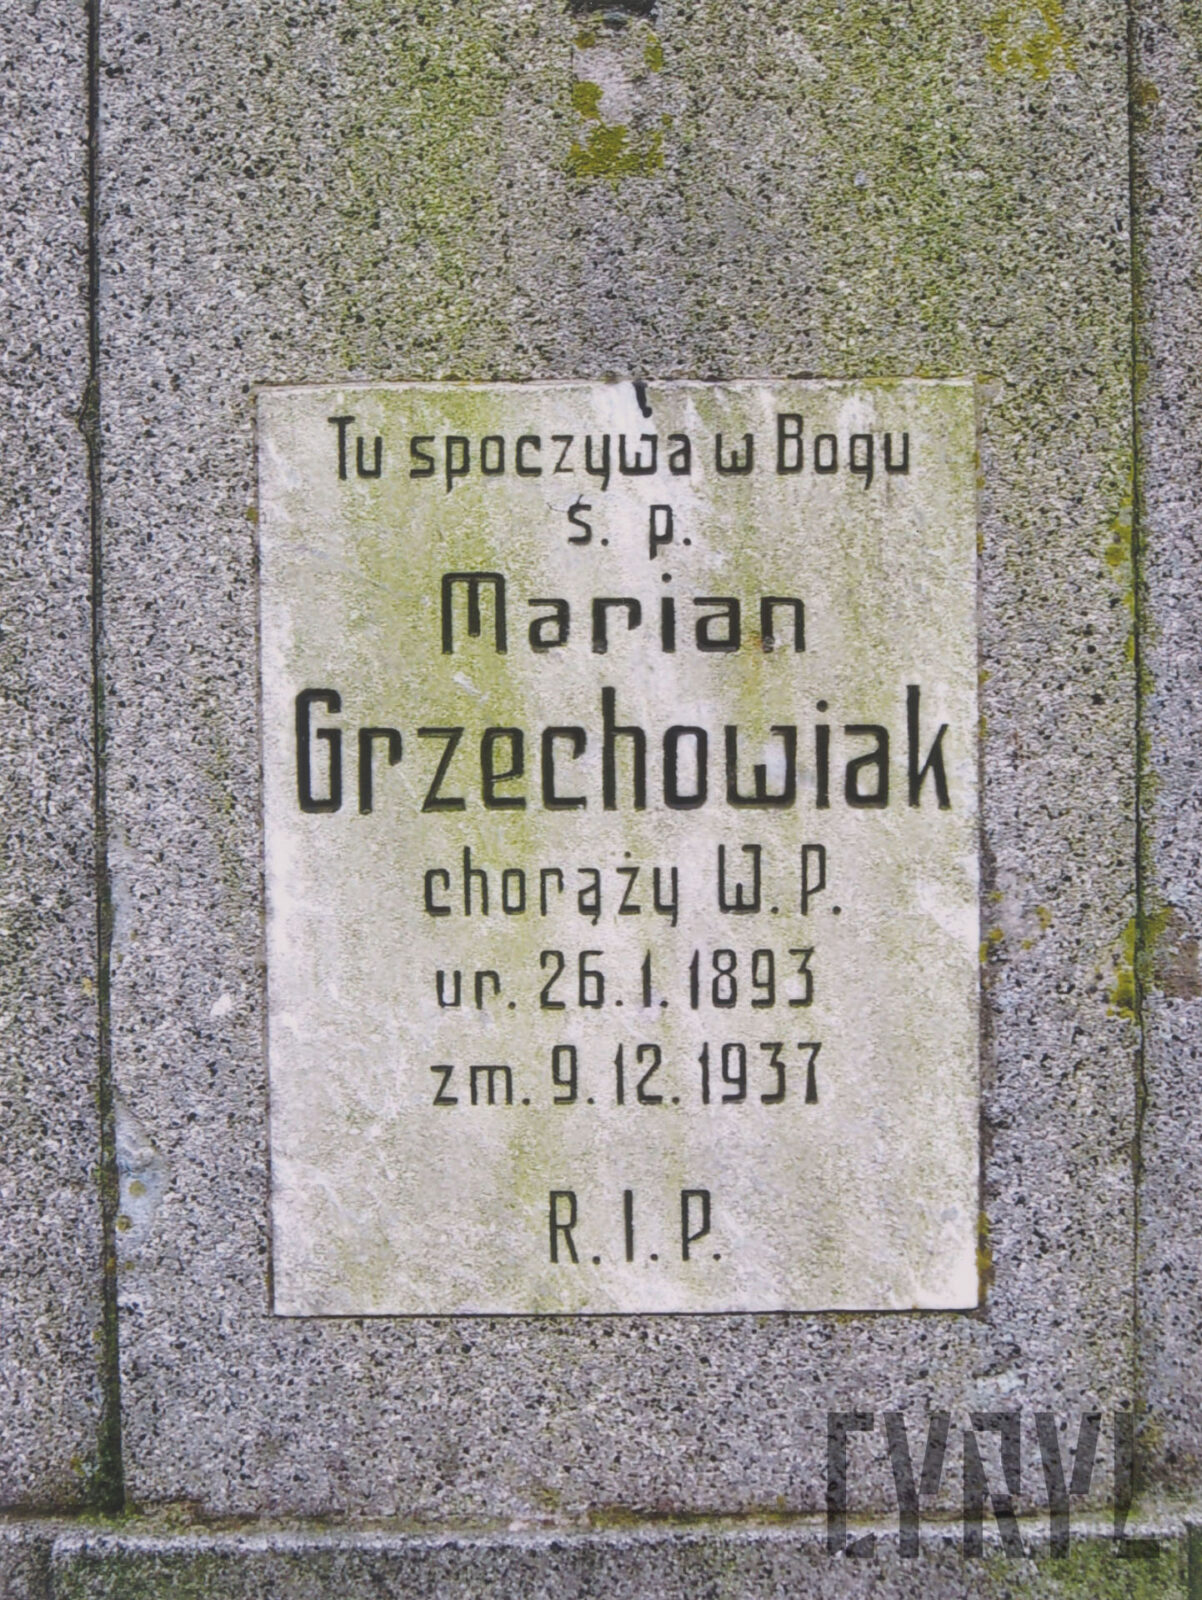 Tu spoczywa w Bogu
ś. p.
Marian
Grzechowiak
chorąży W. P.
ur. 26. 1. 1893
zm. 9. 12. 1937
R. I. P.
CYRYL